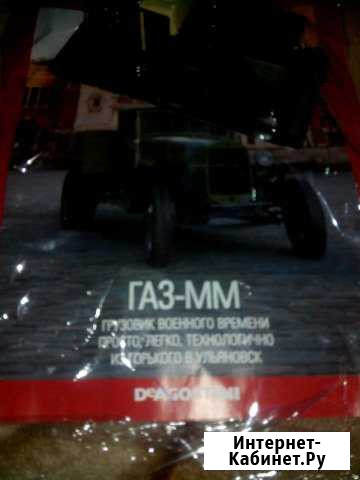 ГАЗ-ММ
ГРУЗОВИК ВОЕННОГО ВРЕМЕНИ
ПРОСТО, ЛЕГКО, ТЕХНОЛОГИЧНО
ИЗ ГОРЬКОГО В УЛЬЯНОВСК
DEAGOSTINI
Интернет-
Кабинет.Ру